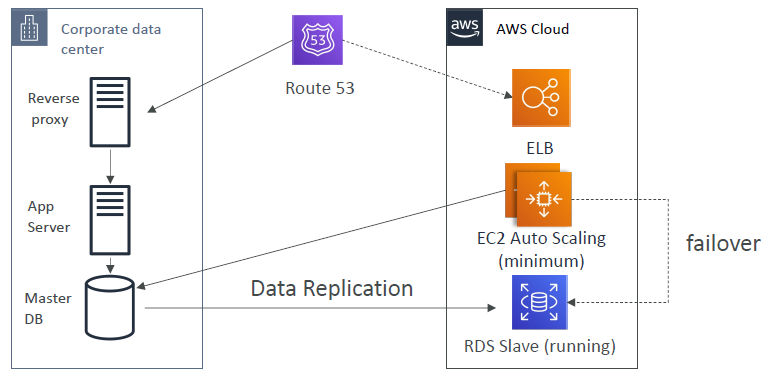 Corporate data
center
Reverse
proxy
App
Server
Master
DB
53
Route 53
Data Replication
aws
AWS Cloud
ELB
EC2 Auto Scaling
(minimum)
RDS Slave (running)
failover